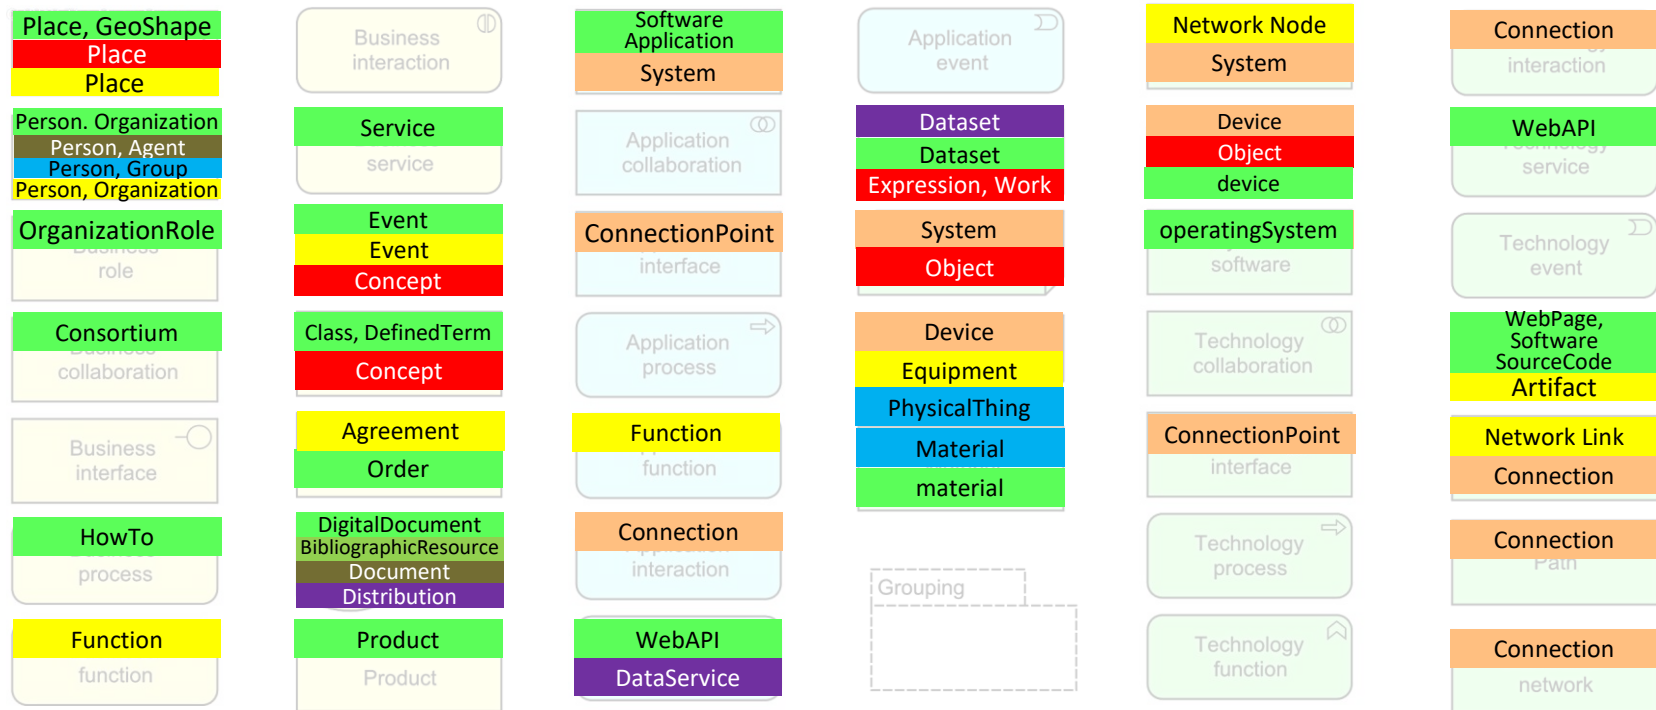 Place, GeoShape
Place
Place
Person. Organization
Person, Agent
Person, Group
Person, Organization
OrganizationRole
role
Consortium
collaboration
Business
interface
HowTo
process
Function
function
Business
interaction
Service
service
Event
Event
Concept
Class, DefinedTerm
Concept
Agreement
Order
DigitalDocument
BibliographicResource
Document
Distribution
Product
Product
Software
Application
System
Application
collaboration
ConnectionPoint
interface
Application
process
Function
function
Connection
interaction
WebAPI
DataService
Application
event
Dataset
Dataset
Expression, Work
System
Object
Device
Equipment
PhysicalThing
Material
material
Grouping
Network Node
System
Device
Object
device
operatingSystem
software
Technology
collaboration
ConnectionPoint
interface
Technology
process
Technology
function
Connection
interaction
WebAPI
service
Technology
event
WebPage,
Software
SourceCode
Artifact
Network Link
Connection
Connection
Path
Connection
network